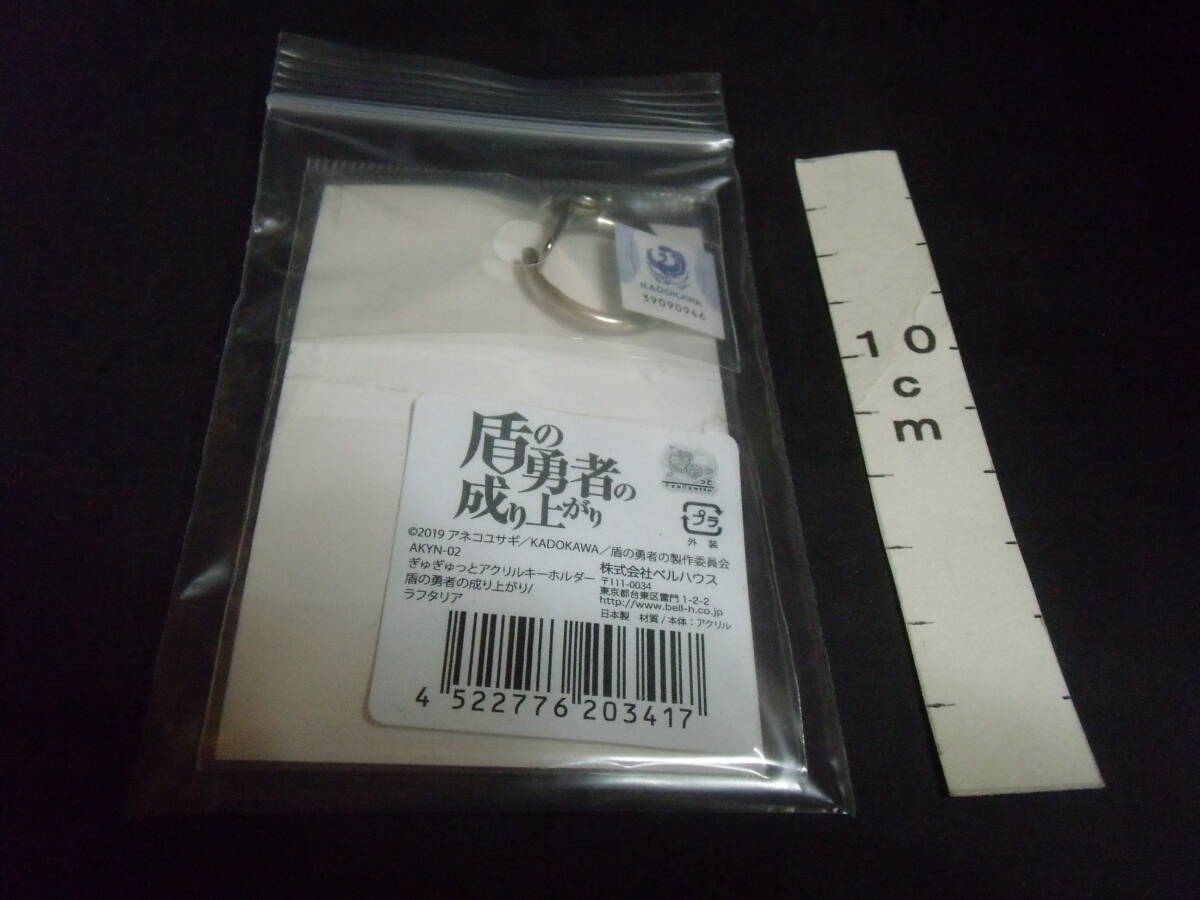 KADOKAWA
39090946
盾の
勇者の
成り上がり
プラ
外装
©2019 アネコユサギ／KADOKAWA／盾の勇者の製作委員会
AKYN-02
ぎゅぎゅっとアクリルキーホルダー
盾の勇者の成り上がり/
ラフタリア
株式会社ベルハウス
〒111-0034
東京都台東区雷門 1-2-2
http://www.bell-h.co.jp
日本製 材質 / 本体：アクリル
4 522776 203417
10
c
m